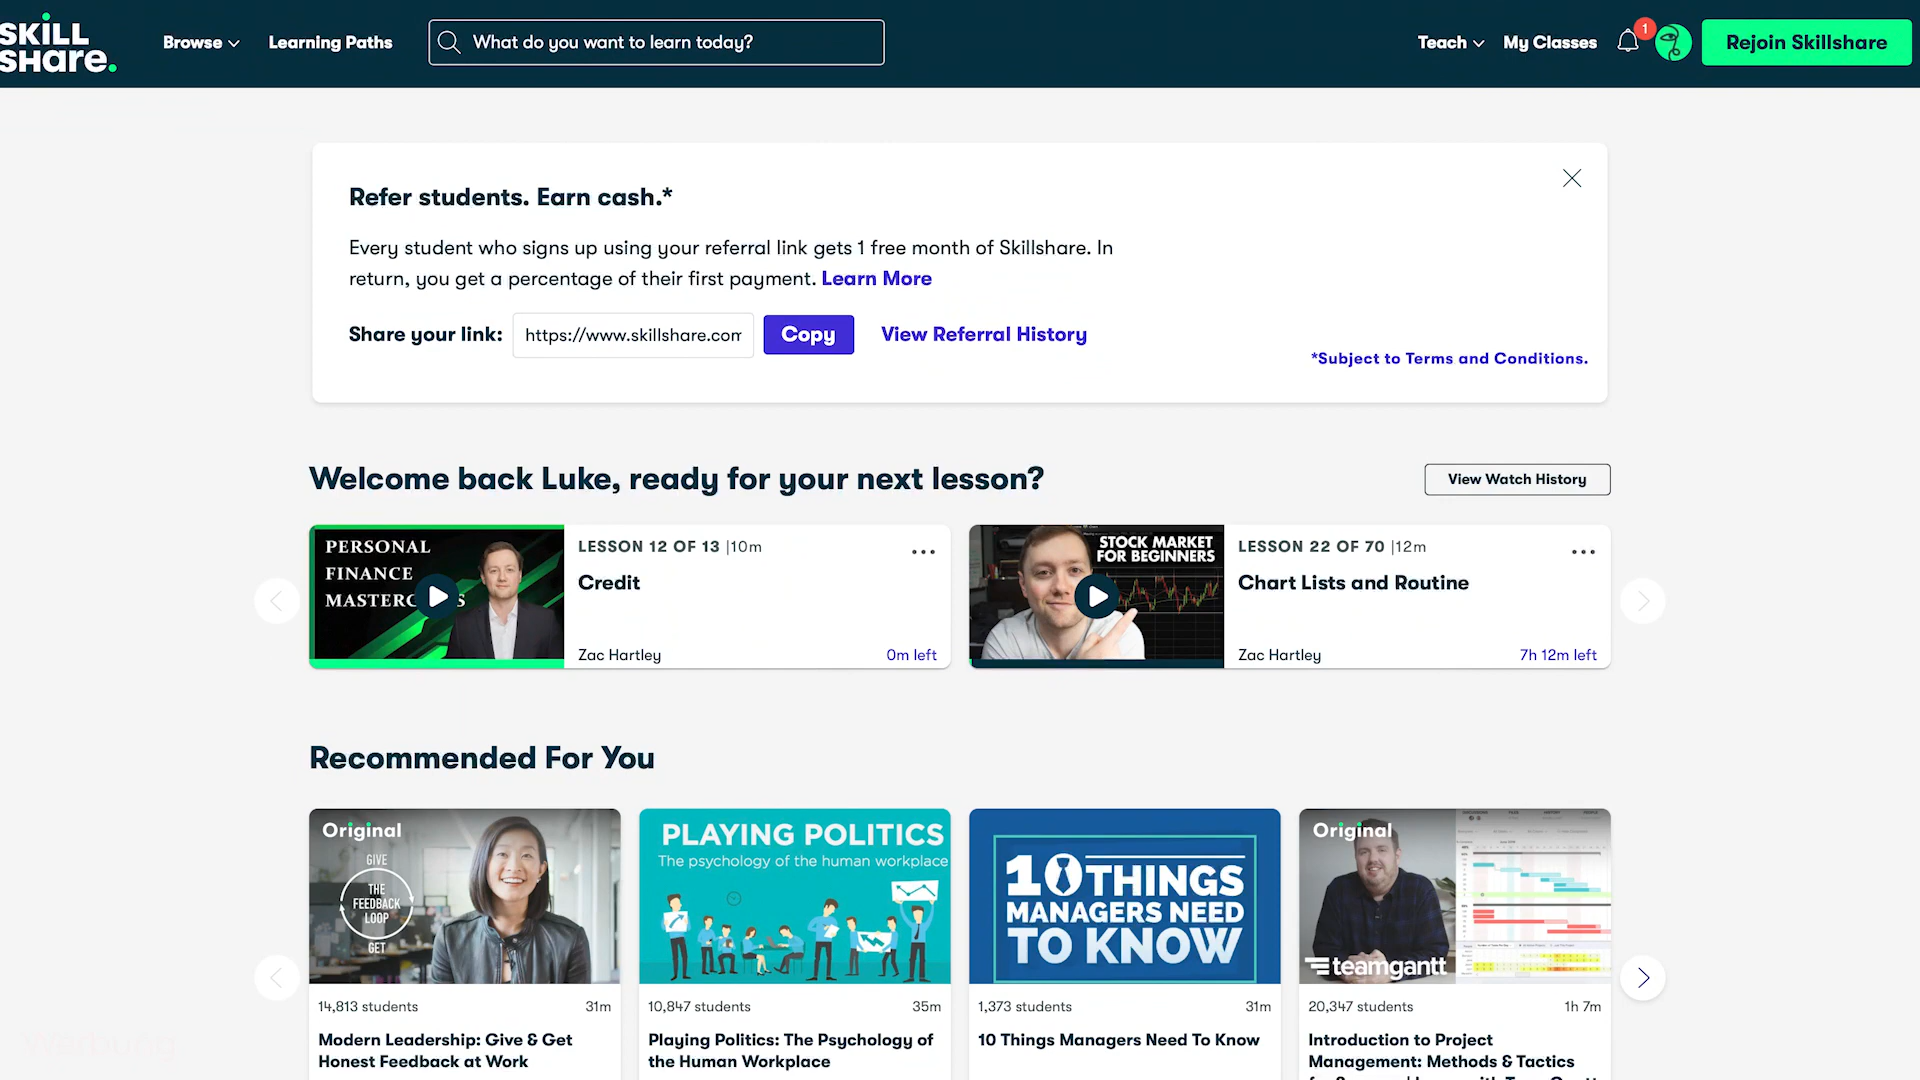 SKILL
SHare.
Browse
Learning Paths
What do you want to learn today?
Teach
My Classes
1
Rejoin Skillshare
Refer students. Earn cash.*
Every student who signs up using your referral link gets 1 free month of Skillshare. In
return, you get a percentage of their first payment. Learn More
Share your link:
https://www.skillshare.com
Copy
View Referral History
*Subject to Terms and Conditions.
Welcome back Luke, ready for your next lesson?
View Watch History
PERSONAL
FINANCE
LESSON 12 OF 13 |10m
Credit
Zac Hartley
0m left
STOCK MARKET
FOR BEGINNERS
LESSON 22 OF 70 |12m
Chart Lists and Routine
Zac Hartley
7h 12m left
Recommended For You
Original
GIVE
THE
FEEDBACK
LOOP
GET
14,813 students
31m
Modern Leadership: Give & Get
Honest Feedback at Work
PLAYING POLITICS
The psychology of the human workplace
10,847 students
35m
Playing Politics: The Psychology of
the Human Workplace
10 THINGS
MANAGERS NEED
TO KNOW
1,373 students
31m
10 Things Managers Need To Know
Original
teamgantt
20,347 students
1h 7m
Introduction to Project
Management: Methods & Tactics